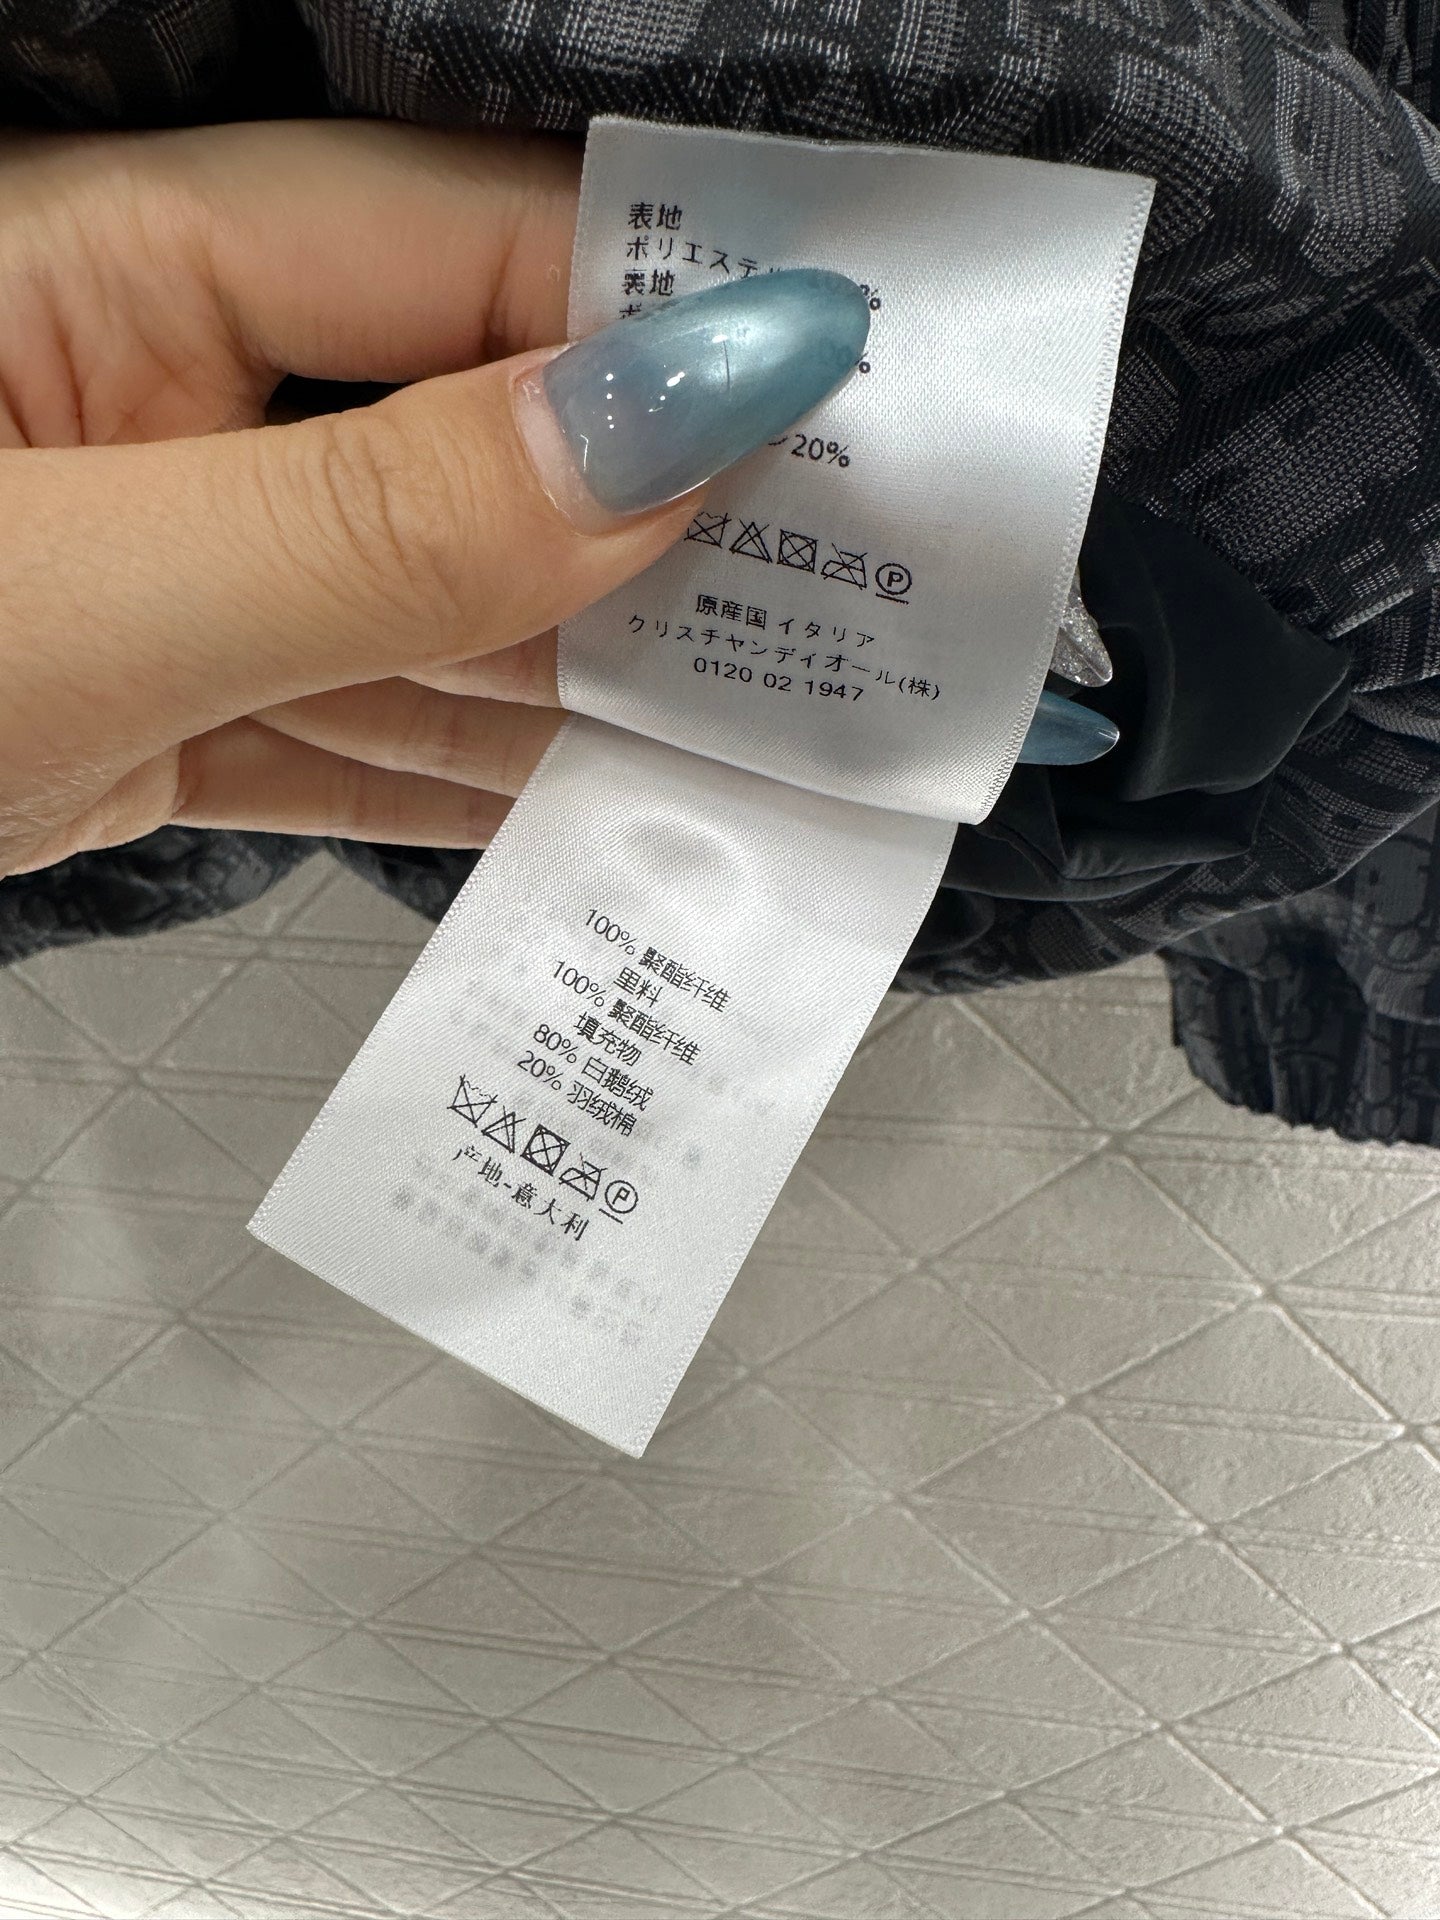 表地
ポリエステル
表地
%
%
20%
原産国 イタリア
クリスチャンディオール(株)
0120 02 1947
100% 聚酯纤维
里料
100% 聚酯纤维
填充物
80% 白鹅绒
20% 羽绒棉
产地-意大利